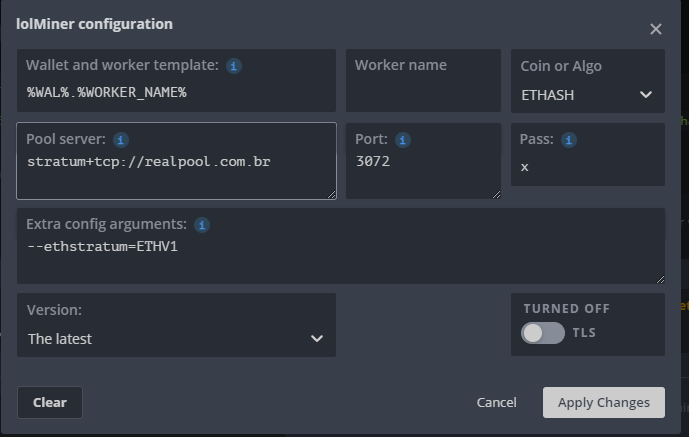 lolMiner configuration
Wallet and worker template:
%WAL%.%WORKER_NAME%
Worker name
Coin or Algo
ETHASH
Pool server:
stratum+tcp://realpool.com.br
Port:
3072
Pass:
x
Extra config arguments:
--ethstratum=ETHV1
Version:
The latest
TURNED OFF
TLS
Clear
Cancel
Apply Changes